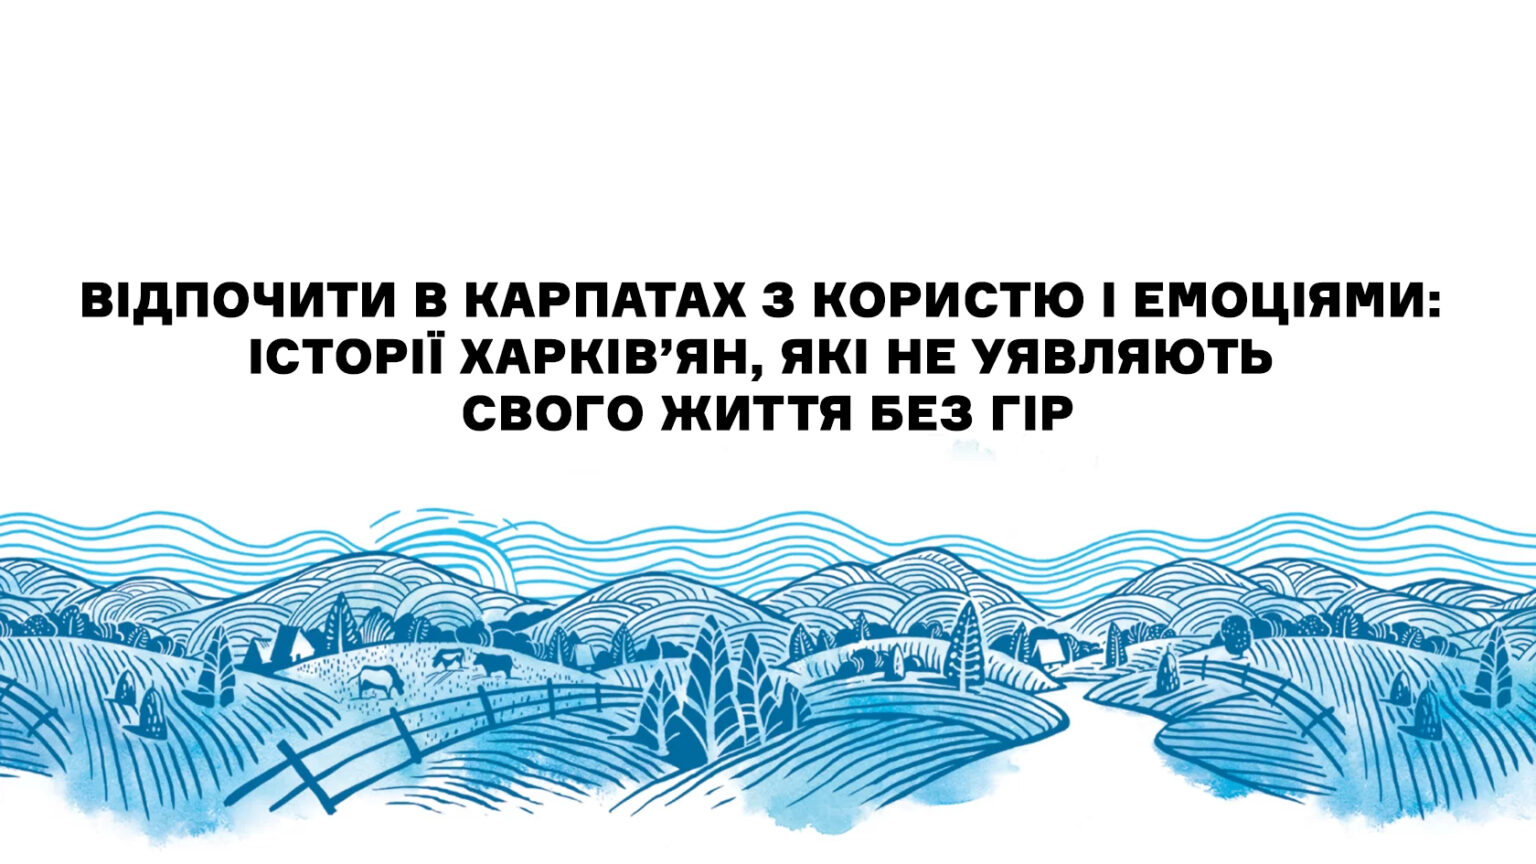 ВІДПОЧИТИ В КАРПАТАХ З КОРИСТЮ І ЕМОЦІЯМИ:
ІСТОРІЇ ХАРКІВ’ЯН, ЯКІ НЕ УЯВЛЯЮТЬ
СВОГО ЖИТТЯ БЕЗ ГІР